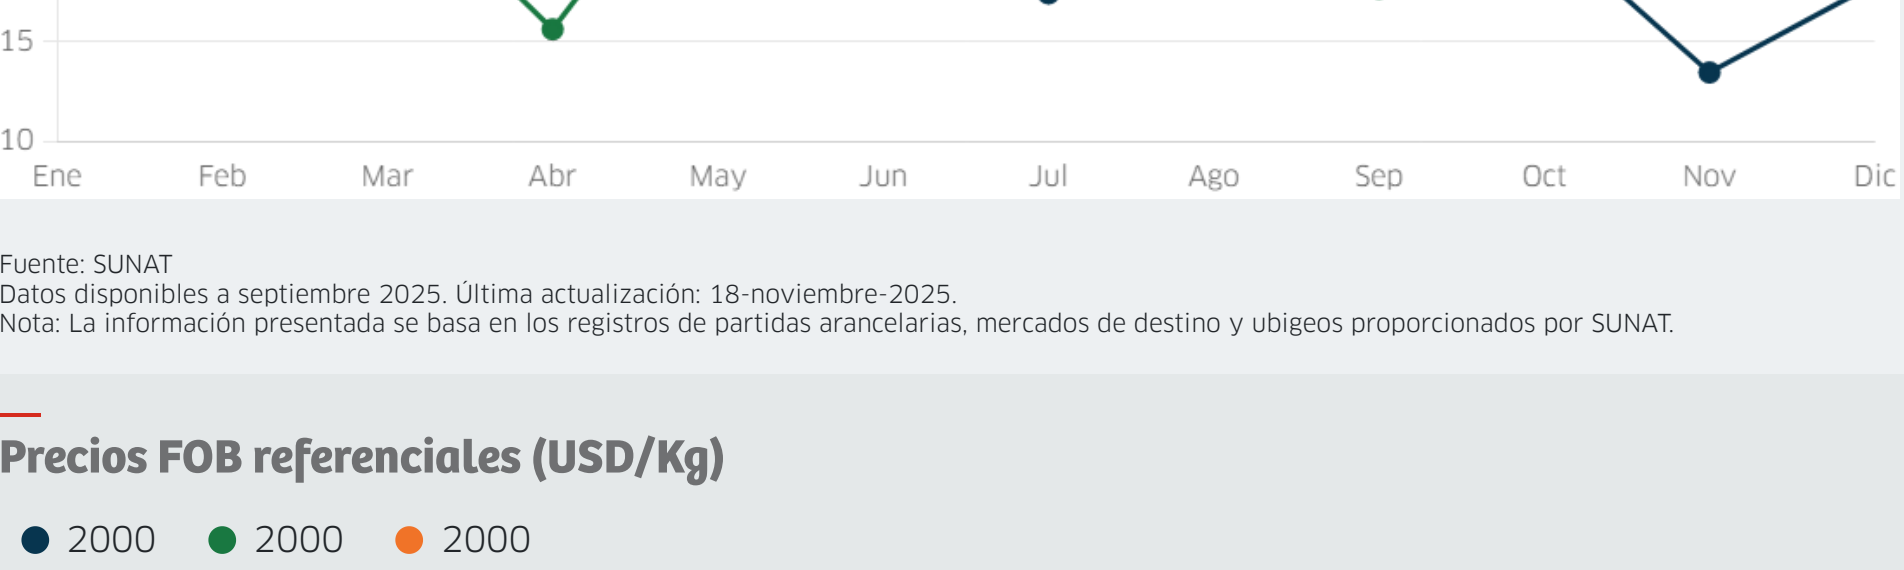 15
10
Ene Feb Mar Abr May Jun Jul Ago Sep Oct Nov Dic
Fuente: SUNAT
Datos disponibles a septiembre 2025. Última actualización: 18-noviembre-2025.
Nota: La información presentada se basa en los registros de partidas arancelarias, mercados de destino y ubigeos proporcionados por SUNAT.
Precios FOB referenciales (USD/Kg)
2000 2000 2000